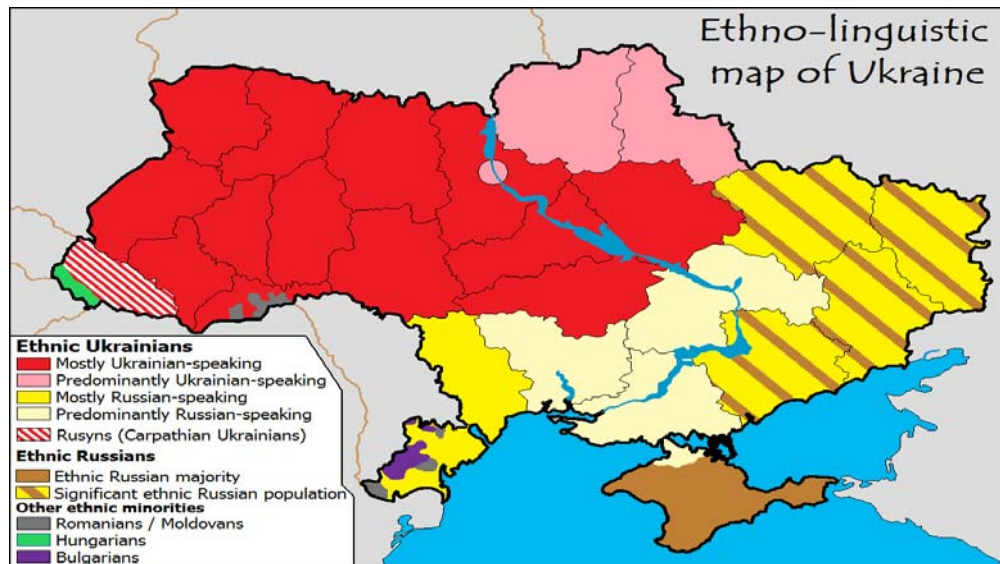 Ethno-linguistic
map of Ukraine
Ethnic Ukrainians
Mostly Ukrainian-speaking
Predominantly Ukrainian-speaking
Mostly Russian-speaking
Predominantly Russian-speaking
Rusyns (Carpathian Ukrainians)
Ethnic Russians
Ethnic Russian majority
Significant ethnic Russian population
Other ethnic minorities
Romanians / Moldovans
Hungarians
Bulgarians